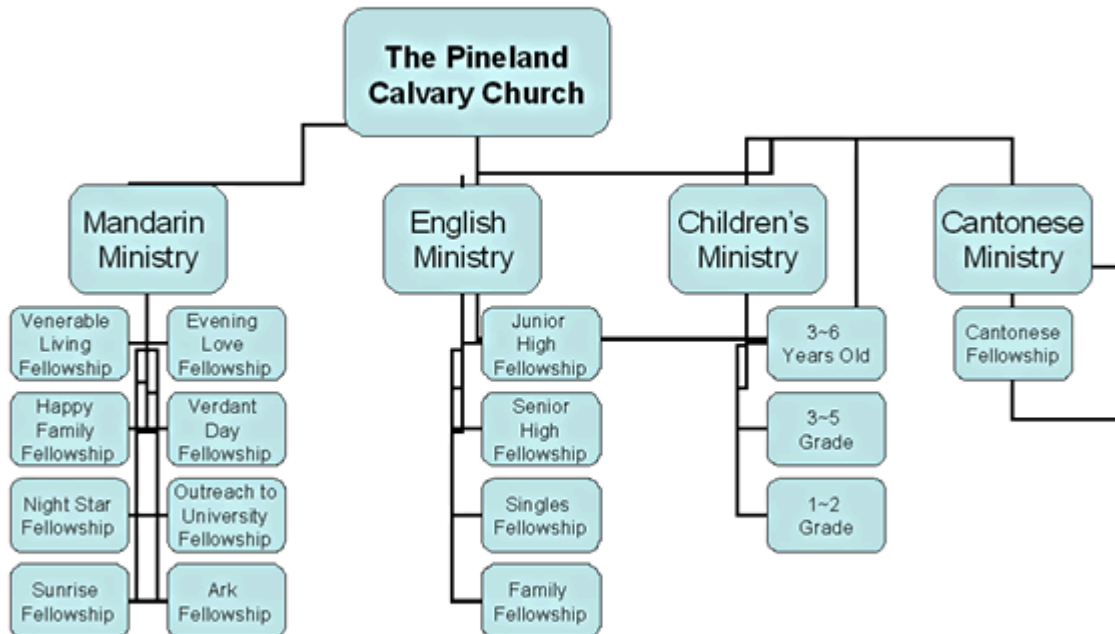 The Pineland
Calvary Church
Mandarin
Ministry
English
Ministry
Children's
Ministry
Cantonese
Ministry
Venerable
Living
Fellowship
Evening
Love
Fellowship
Happy
Family
Fellowship
Verdant
Day
Fellowship
Night Star
Fellowship
Outreach to
University
Fellowship
Sunrise
Fellowship
Ark
Fellowship
Junior
High
Fellowship
Senior
High
Fellowship
Singles
Fellowship
Family
Fellowship
3~6
Years Old
3~5
Grade
1~2
Grade
Cantonese
Fellowship